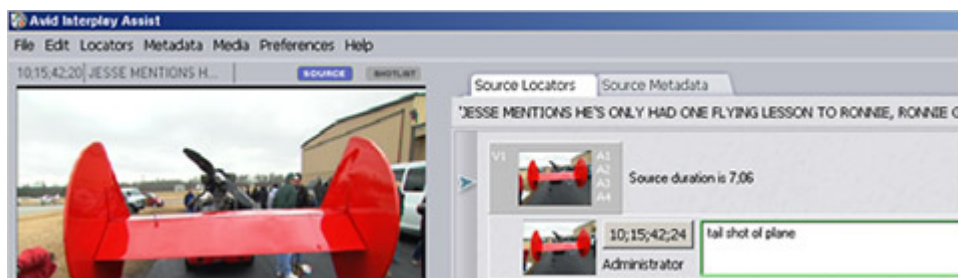 Avid Interplay Assist
File Edit Locators Metadata Media Preferences Help
10;15;42;20 JESSE MENTIONS H... SOURCE SHOTLIST
Source Locators Source Metadata
"JESSE MENTIONS HE'S ONLY HAD ONE FLYING LESSON TO RONNIE, RONNIE
V1 A1
A2
Source duration is 7;06
A3
A4
10;15;42;24 tail shot of plane
Administrator